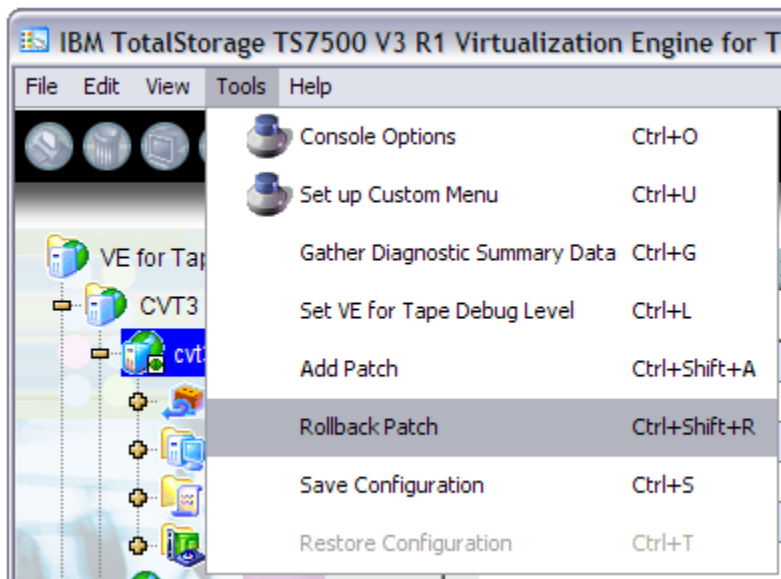 IBM TotalStorage TS7500 V3 R1 Virtualization Engine for T
File Edit View Tools Help
Console Options Ctrl+O
Set up Custom Menu Ctrl+U
Gather Diagnostic Summary Data Ctrl+G
Set VE for Tape Debug Level Ctrl+L
Add Patch Ctrl+Shift+A
Rollback Patch Ctrl+Shift+R
Save Configuration Ctrl+S
Restore Configuration Ctrl+T
VE for Tap
CVT3
cvt